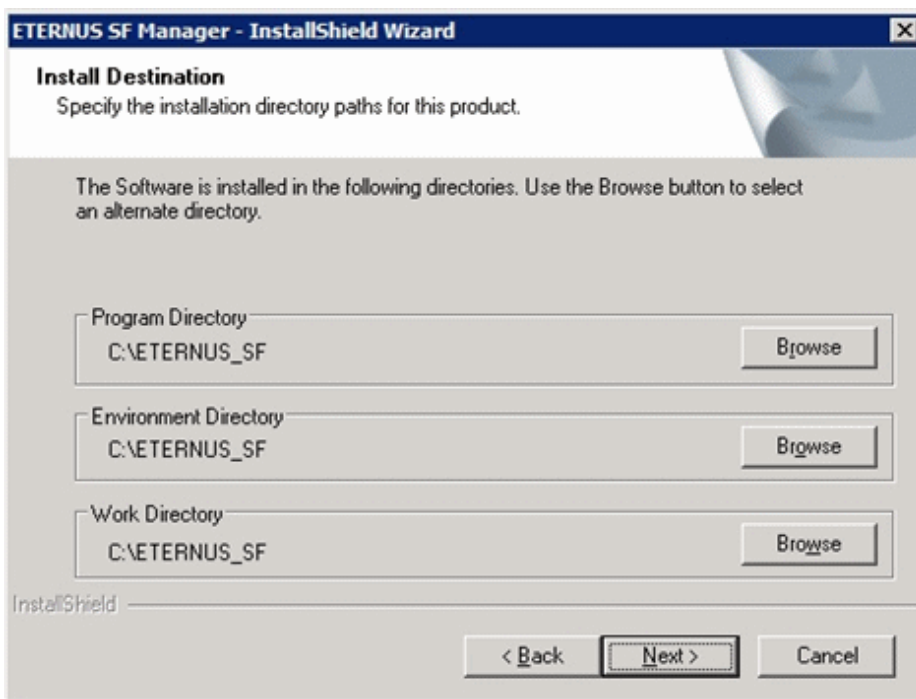 ETERNUS SF Manager - InstallShield Wizard
Install Destination
Specify the installation directory paths for this product.
The Software is installed in the following directories. Use the Browse button to select
an alternate directory.
Program Directory
C:\ETERNUS_SF
Browse
Environment Directory
C:\ETERNUS_SF
Browse
Work Directory
C:\ETERNUS_SF
Browse
InstallShield
< Back
Next >
Cancel